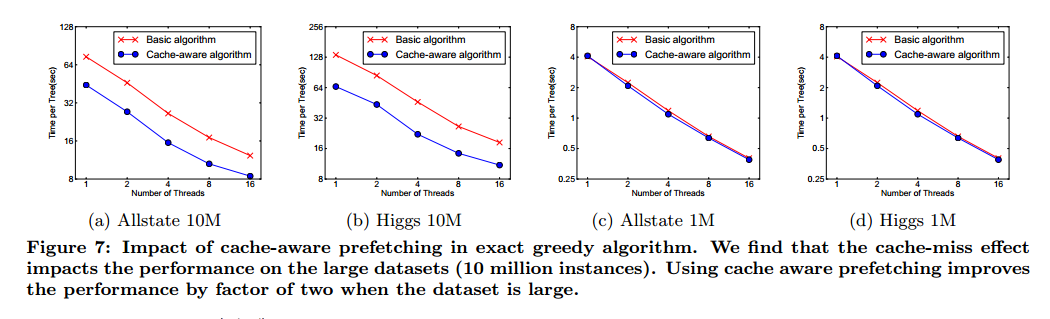 128
64
32
16
8
Time per Tree(sec)
Basic algorithm
Cache-aware algorithm
1 2 4 8 16
Number of Threads
(a) Allstate 10M
256
128
64
32
16
8
Time per Tree(sec)
Basic algorithm
Cache-aware algorithm
1 2 4 8 16
Number of Threads
(b) Higgs 10M
8
4
2
1
0.5
0.25
Time per Tree(sec)
Basic algorithm
Cache-aware algorithm
1 2 4 8 16
Number of Threads
(c) Allstate 1M
8
4
2
1
0.5
0.25
Time per Tree(sec)
Basic algorithm
Cache-aware algorithm
1 2 4 8 16
Number of Threads
(d) Higgs 1M
Figure 7: Impact of cache-aware prefetching in exact greedy algorithm. We find that the cache-miss effect
impacts the performance on the large datasets (10 million instances). Using cache aware prefetching improves
the performance by factor of two when the dataset is large.